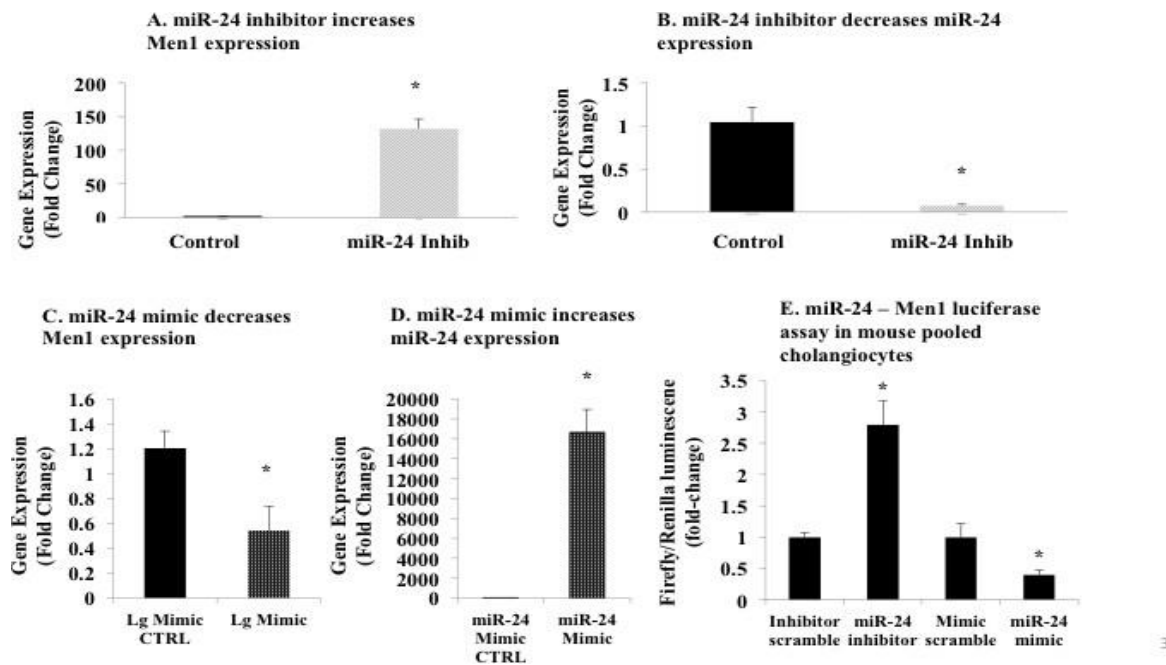 A. miR-24 inhibitor increases
Men1 expression
Gene Expression
(Fold Change)
200
150
100
50
0
*
Control
miR-24 Inhib
B. miR-24 inhibitor decreases miR-24
expression
Gene Expression
(Fold Change)
1.5
1
0.5
0
*
Control
miR-24 Inhib
C. miR-24 mimic decreases
Men1 expression
Gene Expression
(Fold Change)
1.6
1.4
1.2
1
0.8
0.6
0.4
0.2
0
*
Lg Mimic
CTRL
Lg Mimic
D. miR-24 mimic increases
miR-24 expression
Gene Expression
(Fold Change)
20000
18000
16000
14000
12000
10000
8000
6000
4000
2000
0
*
miR-24
Mimic
CTRL
miR-24
Mimic
E. miR-24 – Men1 luciferase
assay in mouse pooled
cholangiocytes
Firefly/Renilla luminescene
(fold-change)
3.5
3
2.5
2
1.5
1
0.5
0
*
*
Inhibitor
scramble
miR-24
inhibitor
Mimic
scramble
miR-24
mimic